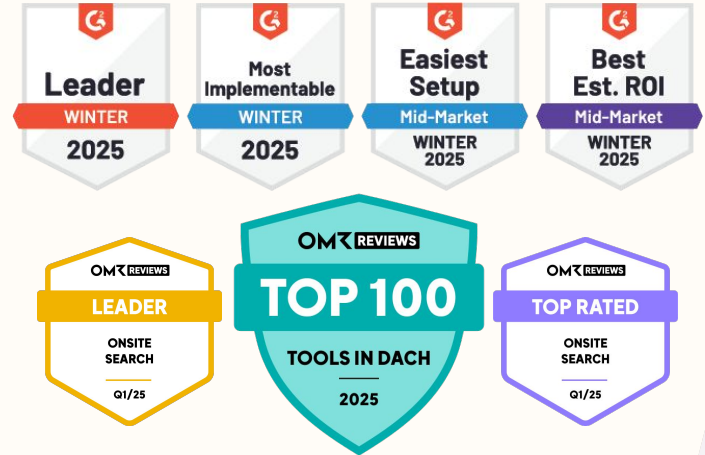 G2
Leader
WINTER
2025
G2
Most
Implementable
WINTER
2025
G2
Easiest
Setup
Mid-Market
WINTER
2025
G2
Best
Est. ROI
Mid-Market
WINTER
2025
OMR REVIEWS
LEADER
ONSITE
SEARCH
Q1/25
OMR REVIEWS
TOP 100
TOOLS IN DACH
2025
OMR REVIEWS
TOP RATED
ONSITE
SEARCH
Q1/25